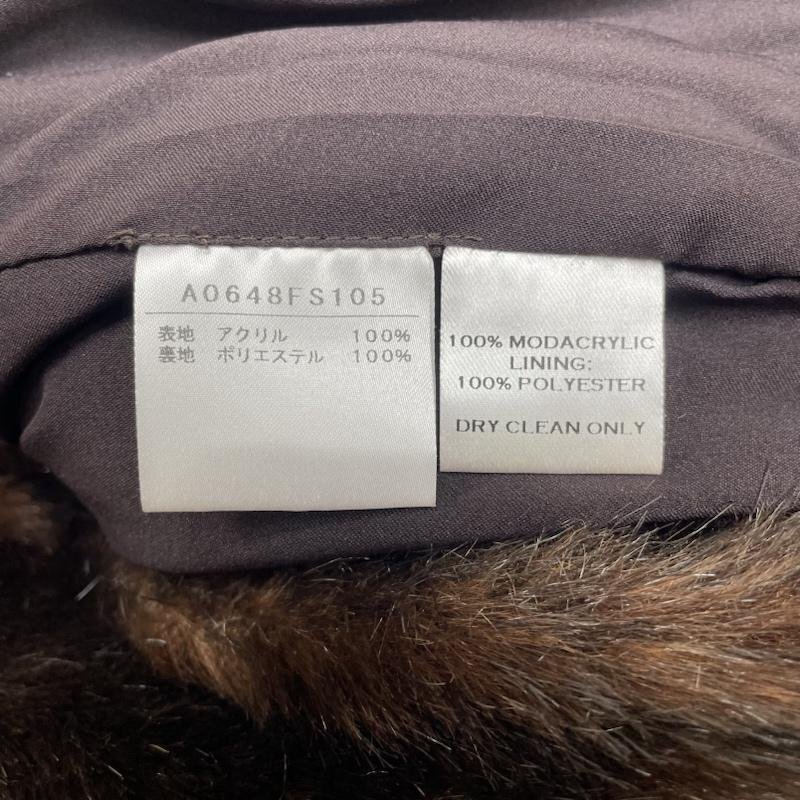 A0648FS105
表地 アクリル 100%
裏地 ポリエステル 100%
100% MODACRYLIC
LINING:
100% POLYESTER
DRY CLEAN ONLY